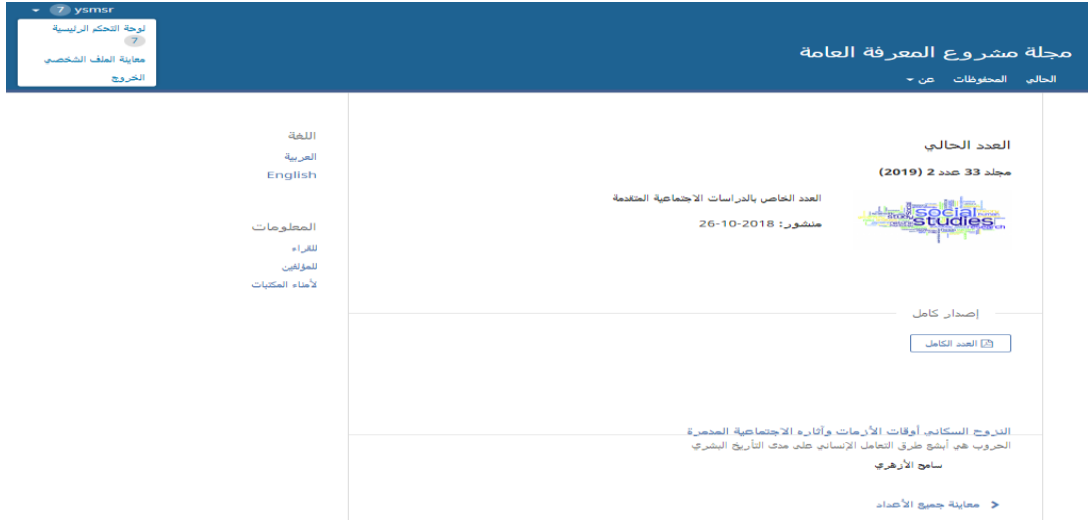 ysmsr 7
لوحة التحكم الرئيسية
7
معاينة الملف الشخصي
الخروج
مجلة مشروع المعرفة العامة
الحالي المحفوظات عن
العدد الحالي
مجلد 33 عدد 2 (2019)
العدد الخاص بالدراسات الاجتماعية المتقدمة
منشور: 2018-10-26
social
studies
إصدار كامل
العدد الكامل
النزوح السكاني أوقات الأزمات وآثاره الاجتماعية المدمرة
الحروب هي أبشع طرق التعامل الإنساني على مدى التأريخ البشري
سامح الأزهري
معاينة جميع الأعداد
اللغة
العربية
English
المعلومات
للقراء
للمؤلفين
لأمناء المكتبات